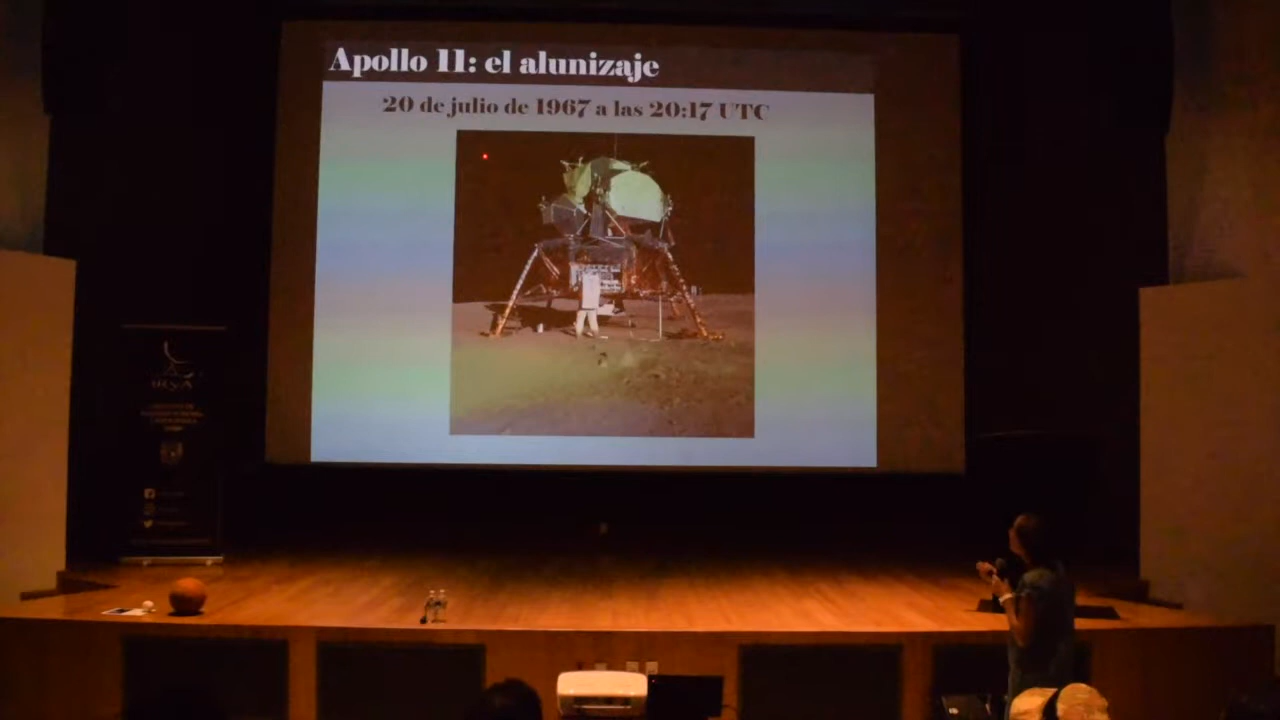 Apollo 11: el alunizaje
20 de julio de 1967 a las 20:17 UTC